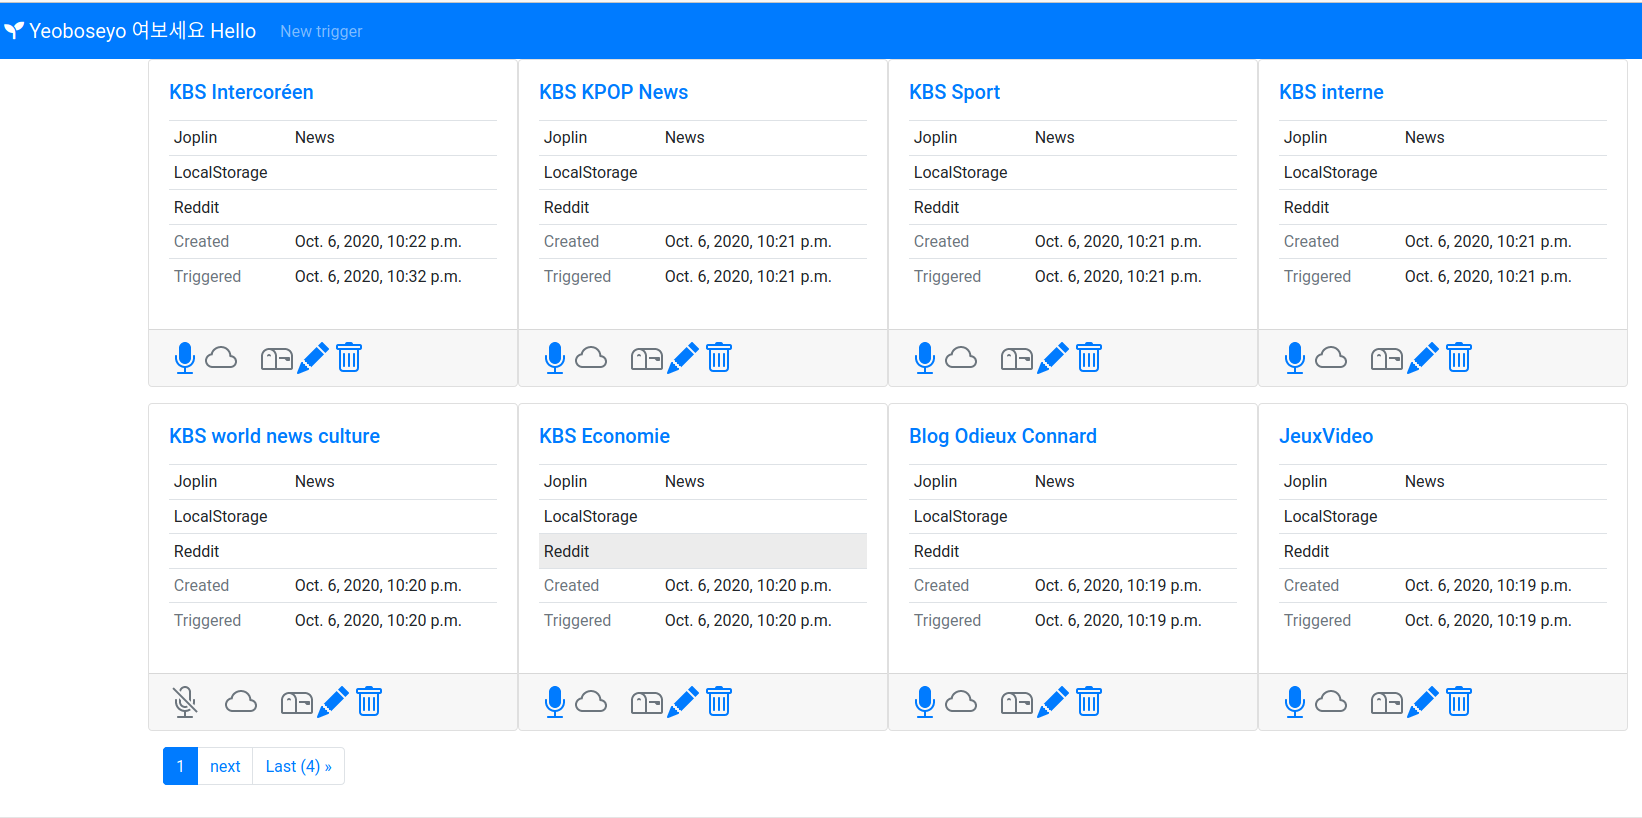 Yeoboseyo 여보세요 Hello New trigger
KBS Intercoréen
Joplin News
LocalStorage
Reddit
Created Oct. 6, 2020, 10:22 p.m.
Triggered Oct. 6, 2020, 10:32 p.m.
KBS KPOP News
Joplin News
LocalStorage
Reddit
Created Oct. 6, 2020, 10:21 p.m.
Triggered Oct. 6, 2020, 10:21 p.m.
KBS Sport
Joplin News
LocalStorage
Reddit
Created Oct. 6, 2020, 10:21 p.m.
Triggered Oct. 6, 2020, 10:21 p.m.
KBS interne
Joplin News
LocalStorage
Reddit
Created Oct. 6, 2020, 10:21 p.m.
Triggered Oct. 6, 2020, 10:21 p.m.
KBS world news culture
Joplin News
LocalStorage
Reddit
Created Oct. 6, 2020, 10:20 p.m.
Triggered Oct. 6, 2020, 10:20 p.m.
KBS Economie
Joplin News
LocalStorage
Reddit
Created Oct. 6, 2020, 10:20 p.m.
Triggered Oct. 6, 2020, 10:20 p.m.
Blog Odieux Connard
Joplin News
LocalStorage
Reddit
Created Oct. 6, 2020, 10:19 p.m.
Triggered Oct. 6, 2020, 10:19 p.m.
JeuxVideo
Joplin News
LocalStorage
Reddit
Created Oct. 6, 2020, 10:19 p.m.
Triggered Oct. 6, 2020, 10:19 p.m.
1 next Last (4) »